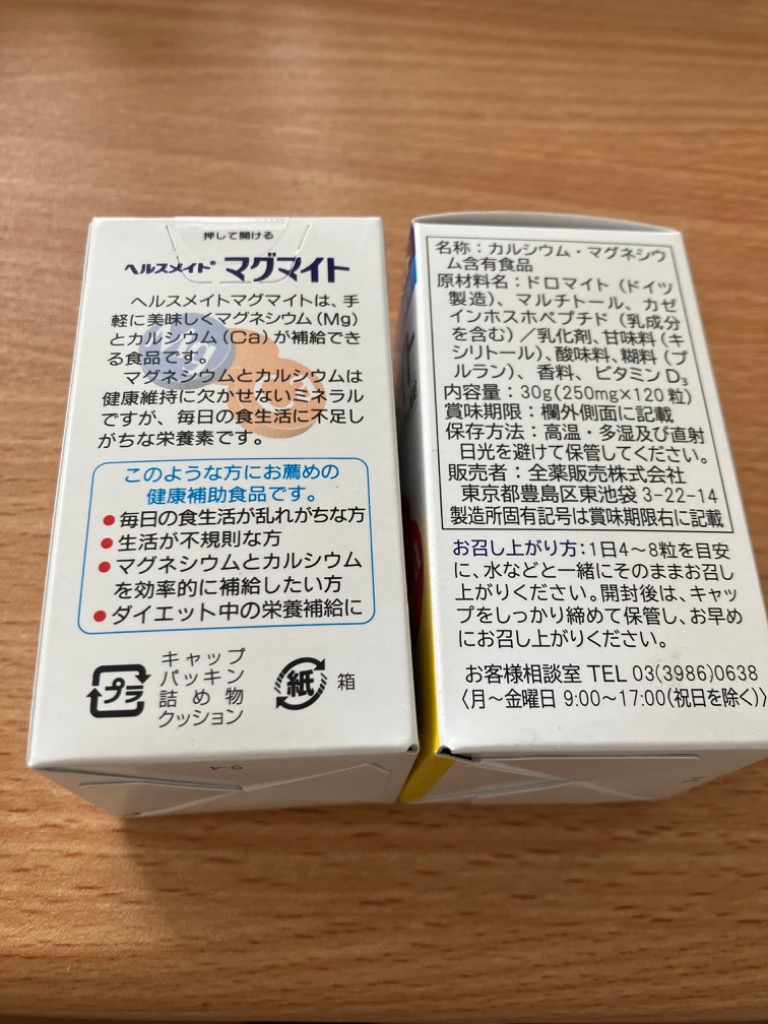 押して開ける
ヘルスメイト® マグマイト
ヘルスメイトマグマイトは、手
軽に美味しくマグネシウム(Mg)
とカルシウム(Ca)が補給でき
る食品です。
マグネシウムとカルシウムは
健康維持に欠かせないミネラル
ですが、毎日の食生活に不足し
がちな栄養素です。
このような方にお薦めの
健康補助食品です。
●毎日の食生活が乱れがちな方
●生活が不規則な方
●マグネシウムとカルシウム
を効率的に補給したい方
●ダイエット中の栄養補給に
プラ
キャップ
パッキン
詰め物
クッション
紙
箱
名称：カルシウム・マグネシウ
ム含有食品
原材料名：ドロマイト（ドイツ
製造）、マルチトール、カゼ
インホスホペプチド（乳成分
を含む）／乳化剤、甘味料（キ
シリトール）、酸味料、糊料（プ
ルラン）、香料、ビタミンD₃
内容量：30g(250mg×120粒)
賞味期限：欄外側面に記載
保存方法：高温・多湿及び直射
日光を避けて保管してください。
販売者：全薬販売株式会社
東京都豊島区東池袋3-22-14
製造所固有記号は賞味期限右に記載
お召し上がり方：1日4～8粒を目安
に、水などと一緒にそのままお召し
上がりください。開封後は、キャッ
プをしっかり締めて保管し、お早め
にお召し上がりください。
お客様相談室 TEL 03(3986)0638
〈月～金曜日 9:00～17:00(祝日を除く)〉